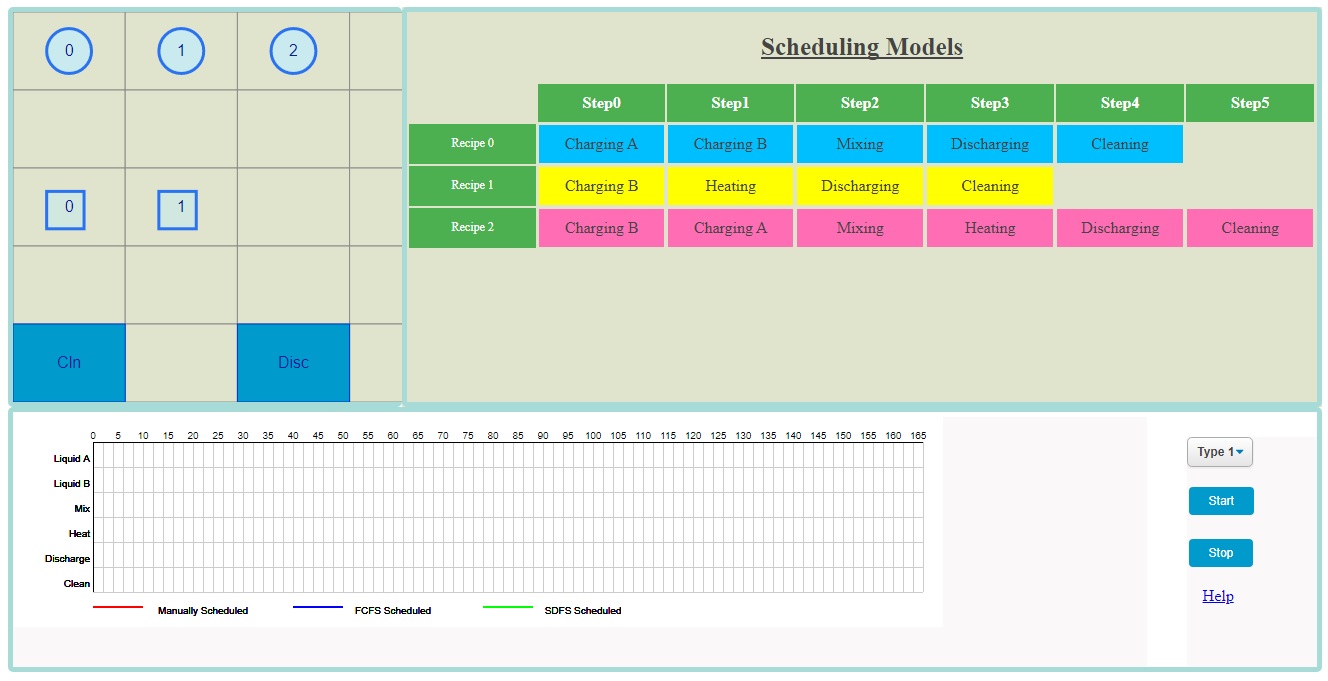 0 1 2
0 1
Cln Disc
Scheduling Models
Step0 Step1 Step2 Step3 Step4 Step5
Recipe 0 Charging A Charging B Mixing Discharging Cleaning
Recipe 1 Charging B Heating Discharging Cleaning
Recipe 2 Charging B Charging A Mixing Heating Discharging Cleaning
0 5 10 15 20 25 30 35 40 45 50 55 60 65 70 75 80 85 90 95 100 105 110 115 120 125 130 135 140 145 150 155 160 165
Liquid A
Liquid B
Mix
Heat
Discharge
Clean
Manually Scheduled FCFS Scheduled SDFS Scheduled
Type 1
Start
Stop
Help